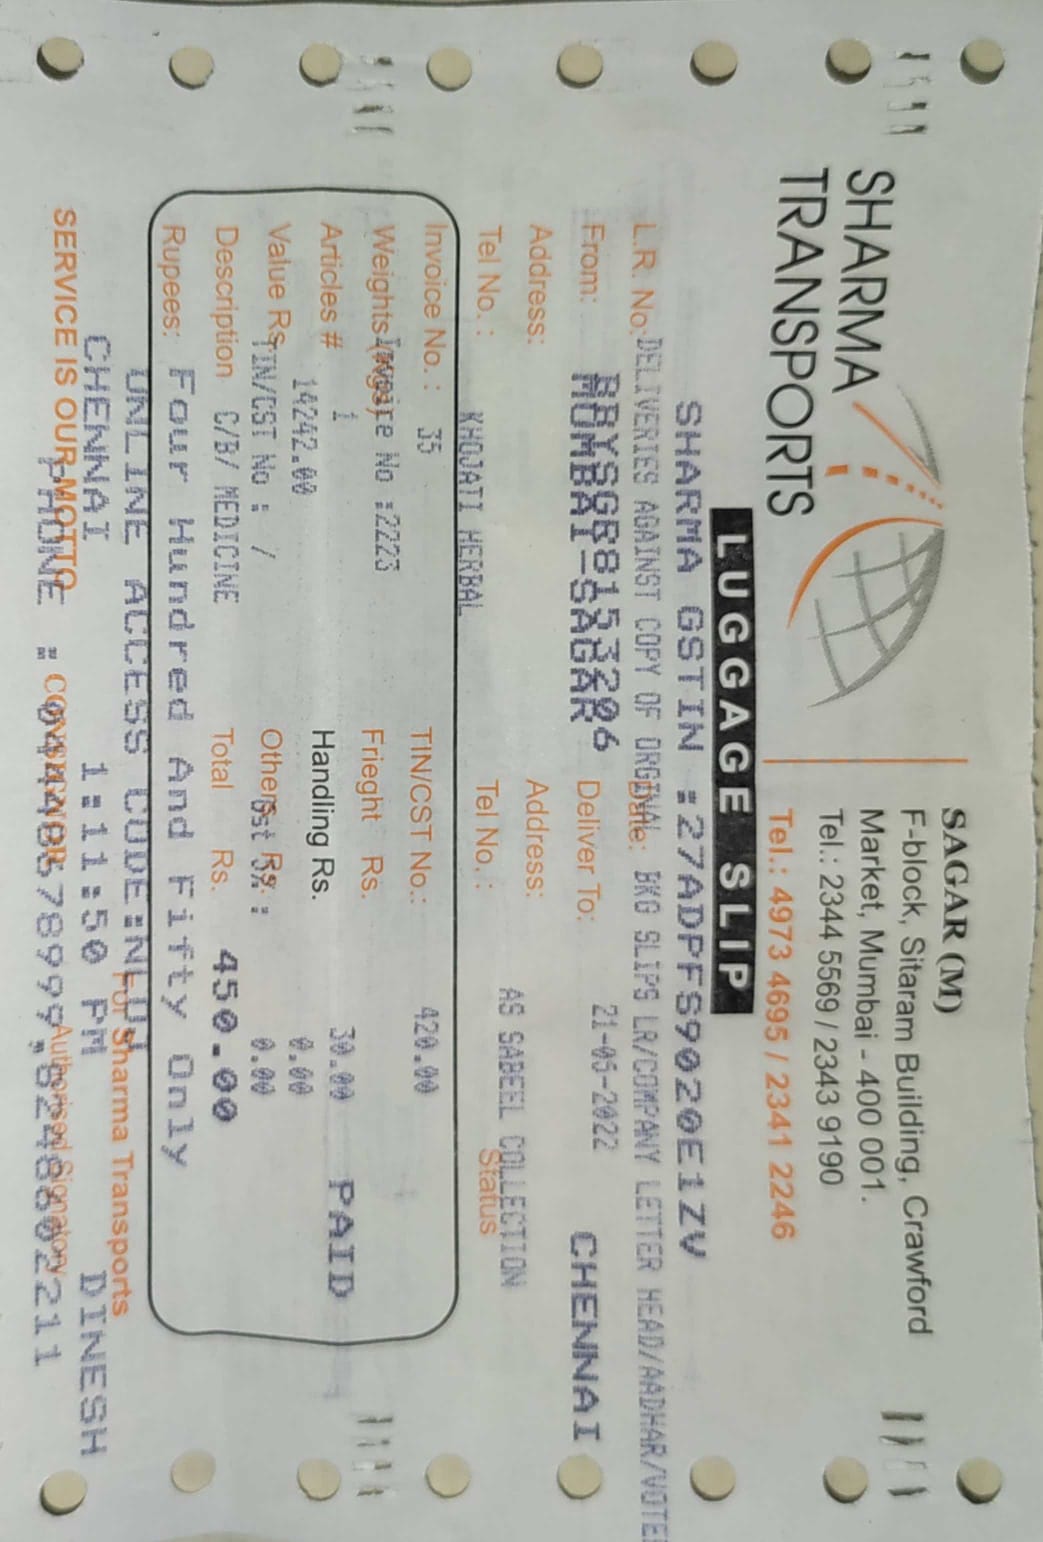 SHARMA
TRANSPORTS
SAGAR (M)
F-block, Sitaram Building, Crawford
Market, Mumbai - 400 001.
Tel.: 2344 5569 / 2343 9190
Tel.: 4973 4695 / 2341 2246
LUGGAGE SLIP
SHARMA GSTIN :27ADPFS9020E1ZV
L.R. No: DELIVERIES AGAINST COPY OF ORGINAL BKG SLIPS LR/COMPANY LETTER HEAD/AADHAR/VOTER
Date:
BBYSGB815326 21-05-2022
From: MUMBAI-SAGAR Deliver To: CHENNAI
Address: Address:
AS SABEEL COLLECTION
Tel No. : Tel No. : Status
KHOJATI HERBAL
Invoice No. : 35 TIN/CST No.: 420.00
Weights (kgs) Invoice No :2223 Frieght Rs.
Articles # 1 Handling Rs. 30.00 PAID
14242.00 0.00
Value Rs. TIN/CST No : / Others Rs. Gst 5% : 0.00
Description C/B/ MEDICINE Total Rs. 450.00
Rupees: Four Hundred And Fifty Only
ONLINE ACCESS CODE:NLUM
For Sharma Transports
CHENNAI 1:11:50 PM DINESH
SERVICE IS OUR MOTTO
PHONE :
Authorised Signatory